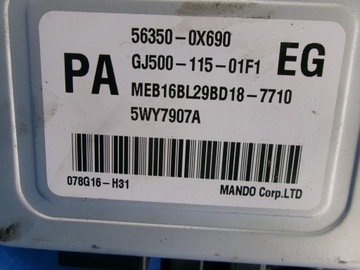 56350-0X690
PA GJ500-115-01F1 EG
MEB16BL29BD18-7710
5WY7907A
078G16-H31 MANDO Corp.LTD